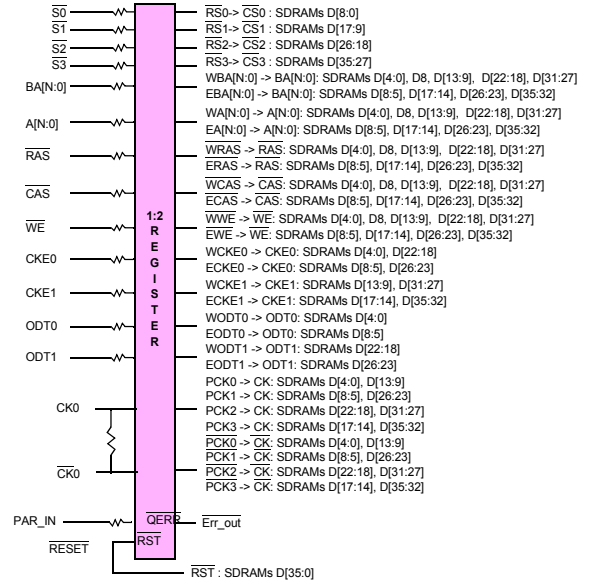 S0 RS0-> CS0 : SDRAMs D[8:0]
S1 RS1-> CS1 : SDRAMs D[17:9]
S2 RS2-> CS2 : SDRAMs D[26:18]
S3 RS3-> CS3 : SDRAMs D[35:27]
BA[N:0] WBA[N:0] -> BA[N:0]: SDRAMs D[4:0], D8, D[13:9], D[22:18], D[31:27]
EBA[N:0] -> BA[N:0]: SDRAMs D[8:5], D[17:14], D[26:23], D[35:32]
A[N:0] WA[N:0] -> A[N:0]: SDRAMs D[4:0], D8, D[13:9], D[22:18], D[31:27]
EA[N:0] -> A[N:0]: SDRAMs D[8:5], D[17:14], D[26:23], D[35:32]
RAS WRAS -> RAS: SDRAMs D[4:0], D8, D[13:9], D[22:18], D[31:27]
ERAS -> RAS: SDRAMs D[8:5], D[17:14], D[26:23], D[35:32]
CAS WCAS -> CAS: SDRAMs D[4:0], D8, D[13:9], D[22:18], D[31:27]
ECAS -> CAS: SDRAMs D[8:5], D[17:14], D[26:23], D[35:32]
WE WWE -> WE: SDRAMs D[4:0], D8, D[13:9], D[22:18], D[31:27]
EWE -> WE: SDRAMs D[8:5], D[17:14], D[26:23], D[35:32]
CKE0 WCKE0 -> CKE0: SDRAMs D[4:0], D[22:18]
ECKE0 -> CKE0: SDRAMs D[8:5], D[26:23]
CKE1 WCKE1 -> CKE1: SDRAMs D[13:9], D[31:27]
ECKE1 -> CKE1: SDRAMs D[17:14], D[35:32]
ODT0 WODT0 -> ODT0: SDRAMs D[4:0]
EODT0 -> ODT0: SDRAMs D[8:5]
ODT1 WODT1 -> ODT1: SDRAMs D[22:18]
EODT1 -> ODT1: SDRAMs D[26:23]
1:2
R
E
G
I
S
T
E
R
CK0 PCK0 -> CK: SDRAMs D[4:0], D[13:9]
PCK1 -> CK: SDRAMs D[8:5], D[26:23]
PCK2 -> CK: SDRAMs D[22:18], D[31:27]
PCK3 -> CK: SDRAMs D[17:14], D[35:32]
PCK0 -> CK: SDRAMs D[4:0], D[13:9]
PCK1 -> CK: SDRAMs D[8:5], D[26:23]
CK0 PCK2 -> CK: SDRAMs D[22:18], D[31:27]
PCK3 -> CK: SDRAMs D[17:14], D[35:32]
PAR_IN QERR Err_out
RESET RST
RST : SDRAMs D[35:0]